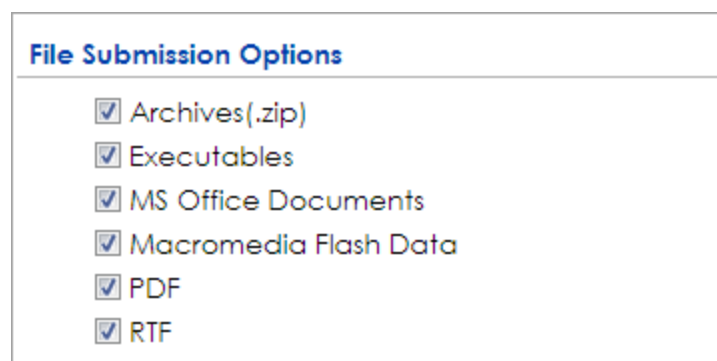 File Submission Options
Archives(.zip)
Executables
MS Office Documents
Macromedia Flash Data
PDF
RTF